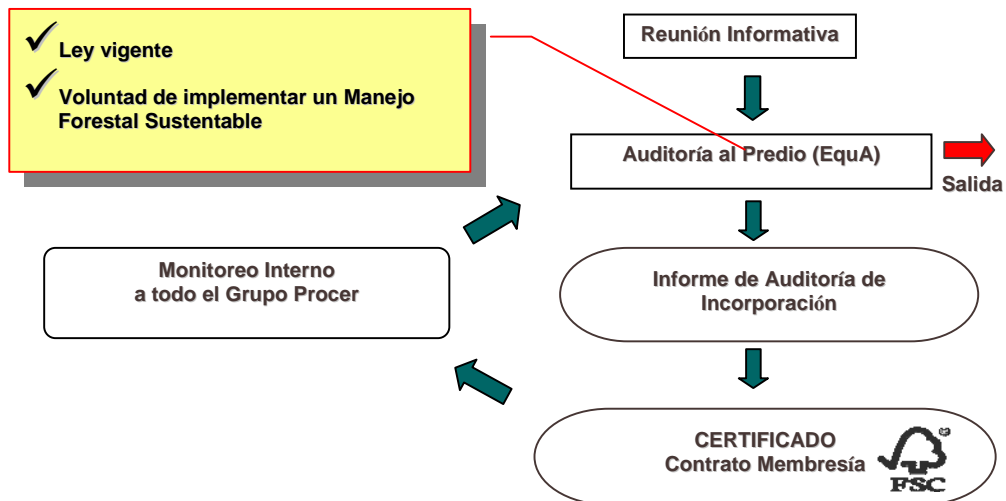 Ley vigente
Voluntad de implementar un Manejo
Forestal Sustentable
Reunión Informativa
Auditoría al Predio (EquA)
Salida
Monitoreo Interno
a todo el Grupo Procer
Informe de Auditoría de
Incorporación
CERTIFICADO
Contrato Membresía
FSC